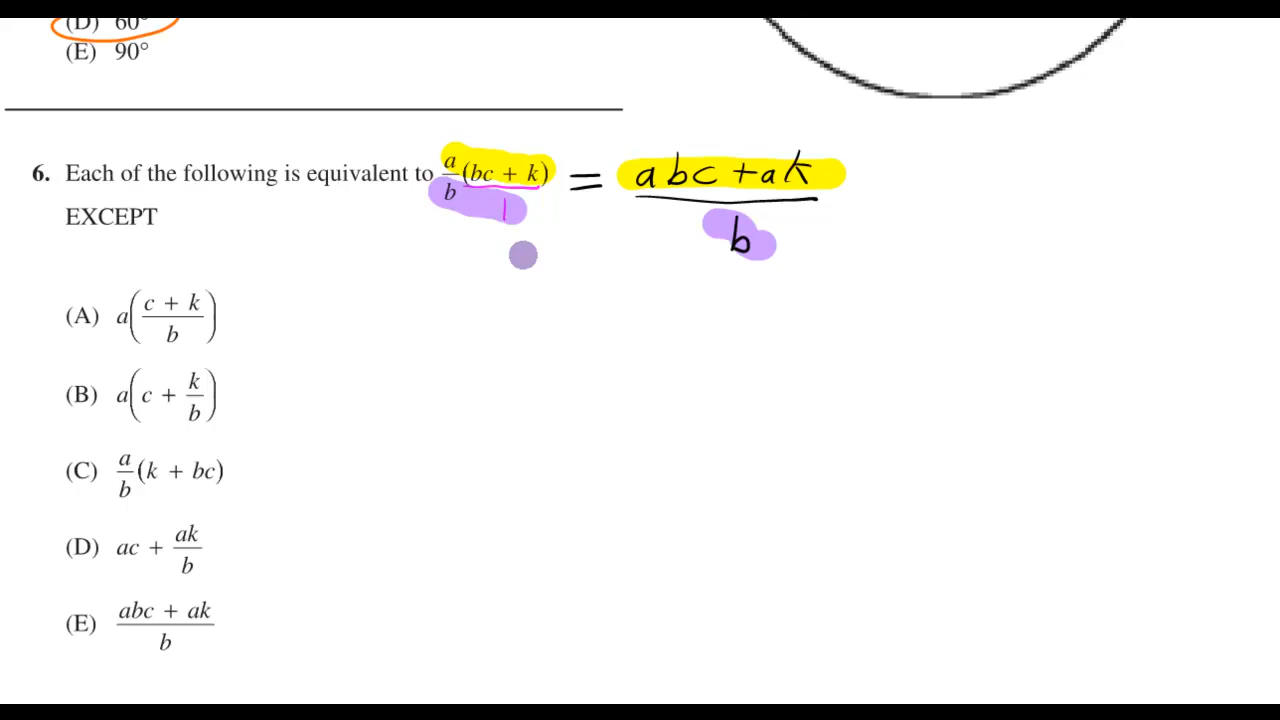 (D) 60°
(E) 90°
6. Each of the following is equivalent to a/b (bc + k) = abc + ak / b
1
EXCEPT
(A) a((c + k)/b)
(B) a(c + k/b)
(C) a/b (k + bc)
(D) ac + ak/b
(E) (abc + ak)/b